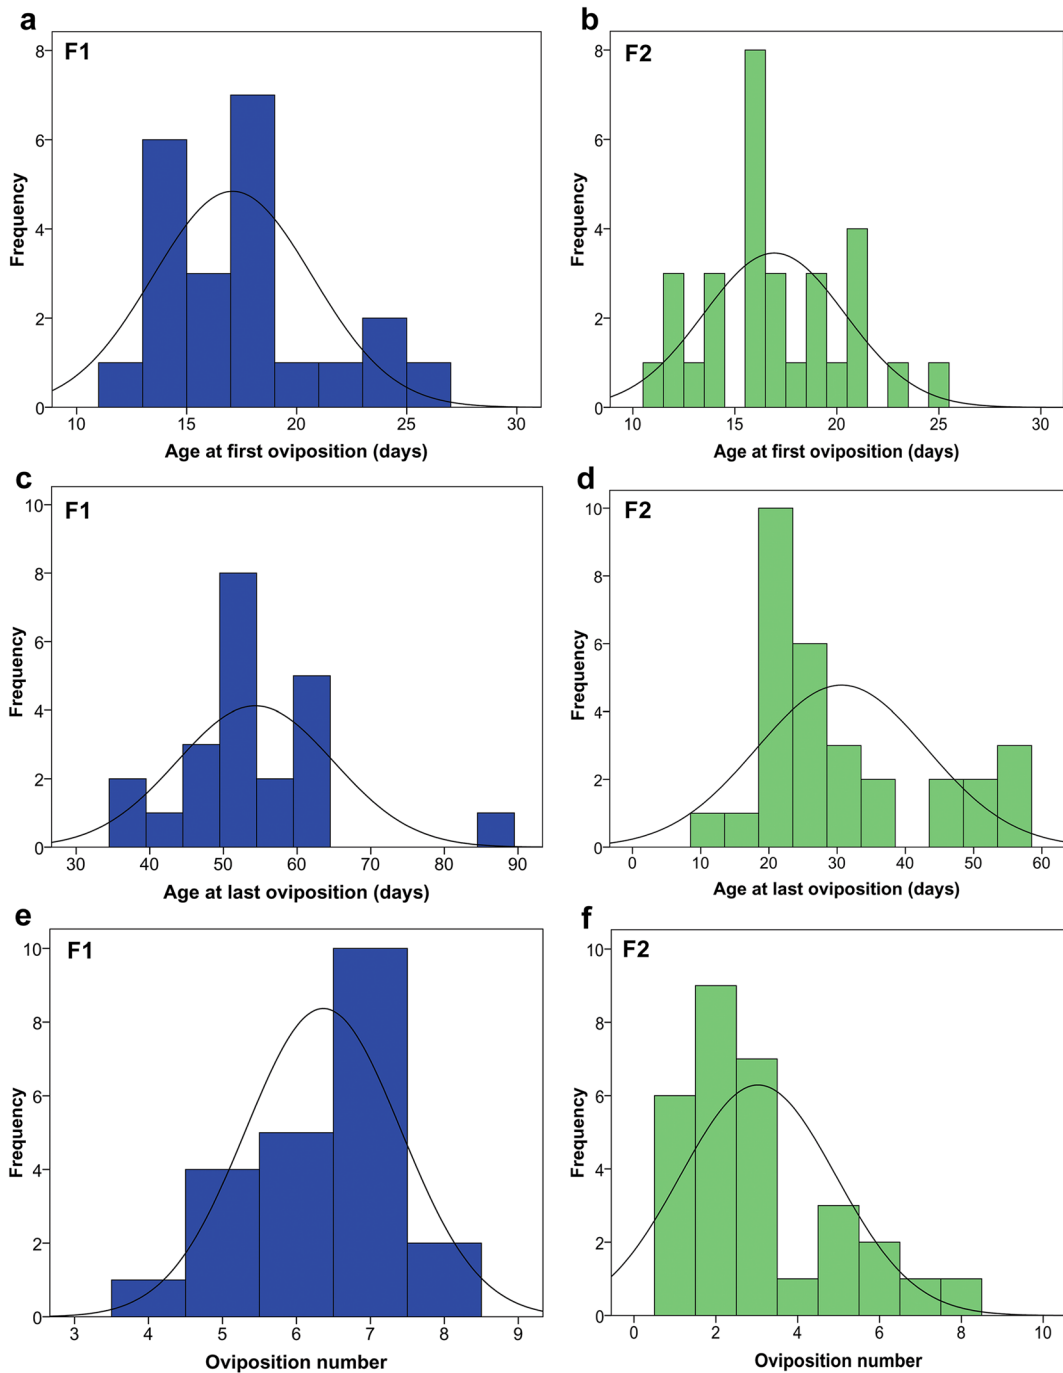 a
F1
8
6
4
2
0
Frequency
10 15 20 25 30
Age at first oviposition (days)
b
F2
8
6
4
2
0
Frequency
10 15 20 25 30
Age at first oviposition (days)
c
F1
10
8
6
4
2
0
Frequency
30 40 50 60 70 80 90
Age at last oviposition (days)
d
F2
10
8
6
4
2
0
Frequency
0 10 20 30 40 50 60
Age at last oviposition (days)
e
F1
10
8
6
4
2
0
Frequency
3 4 5 6 7 8 9
Oviposition number
f
F2
10
8
6
4
2
0
Frequency
0 2 4 6 8 10
Oviposition number